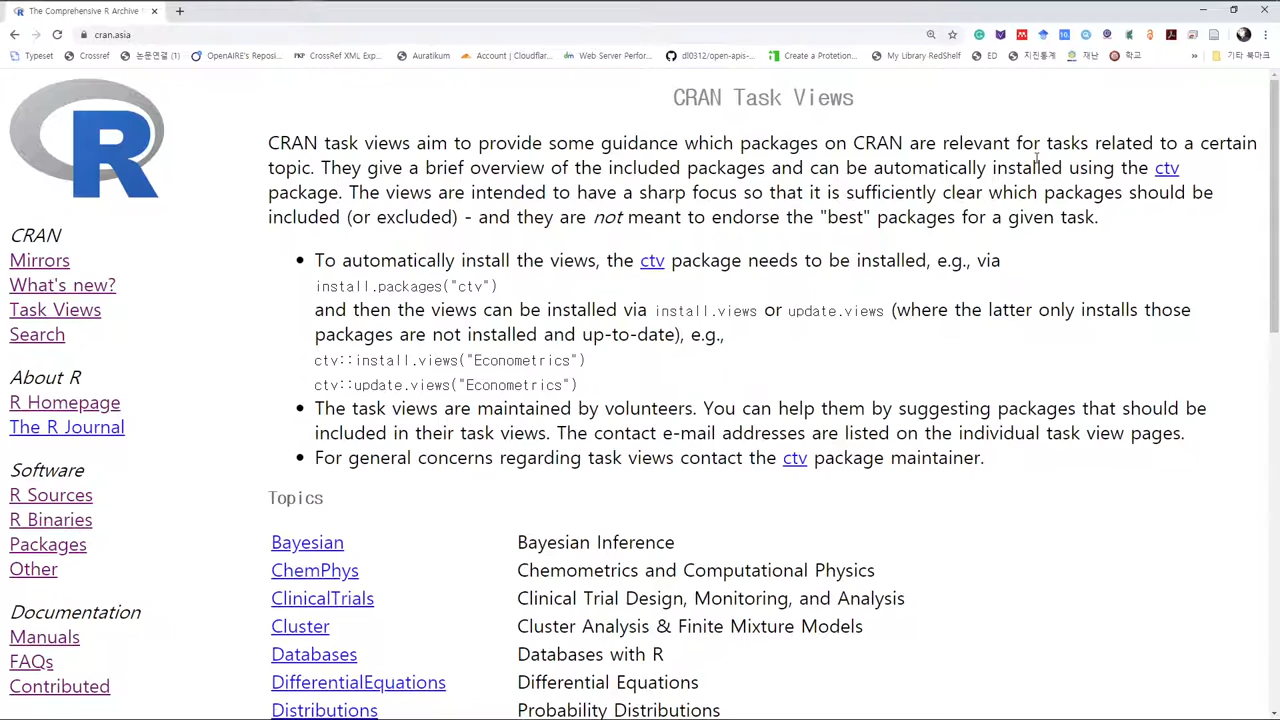 The Comprehensive R Archive
cran.asia
Typeset
Crossref
논문연결 (1)
OpenAIRE's Reposi...
PKP CrossRef XML Exp...
Auratikum
Account | Cloudflar...
Web Server Perfor...
dl0312/open-apis-...
Create a Protetion...
My Library RedShelf
ED
지진통계
재난
학교
»
기타 북마크
R
CRAN
Mirrors
What's new?
Task Views
Search
About R
R Homepage
The R Journal
Software
R Sources
R Binaries
Packages
Other
Documentation
Manuals
FAQs
Contributed
CRAN Task Views
CRAN task views aim to provide some guidance which packages on CRAN are relevant for tasks related to a certain
topic. They give a brief overview of the included packages and can be automatically installed using the ctv
package. The views are intended to have a sharp focus so that it is sufficiently clear which packages should be
included (or excluded) - and they are not meant to endorse the "best" packages for a given task.
• To automatically install the views, the ctv package needs to be installed, e.g., via
install.packages("ctv")
and then the views can be installed via install.views or update.views (where the latter only installs those
packages are not installed and up-to-date), e.g.,
ctv::install.views("Econometrics")
ctv::update.views("Econometrics")
• The task views are maintained by volunteers. You can help them by suggesting packages that should be
included in their task views. The contact e-mail addresses are listed on the individual task view pages.
• For general concerns regarding task views contact the ctv package maintainer.
Topics
Bayesian Bayesian Inference
ChemPhys Chemometrics and Computational Physics
ClinicalTrials Clinical Trial Design, Monitoring, and Analysis
Cluster Cluster Analysis & Finite Mixture Models
Databases Databases with R
DifferentialEquations Differential Equations
Distributions Probability Distributions